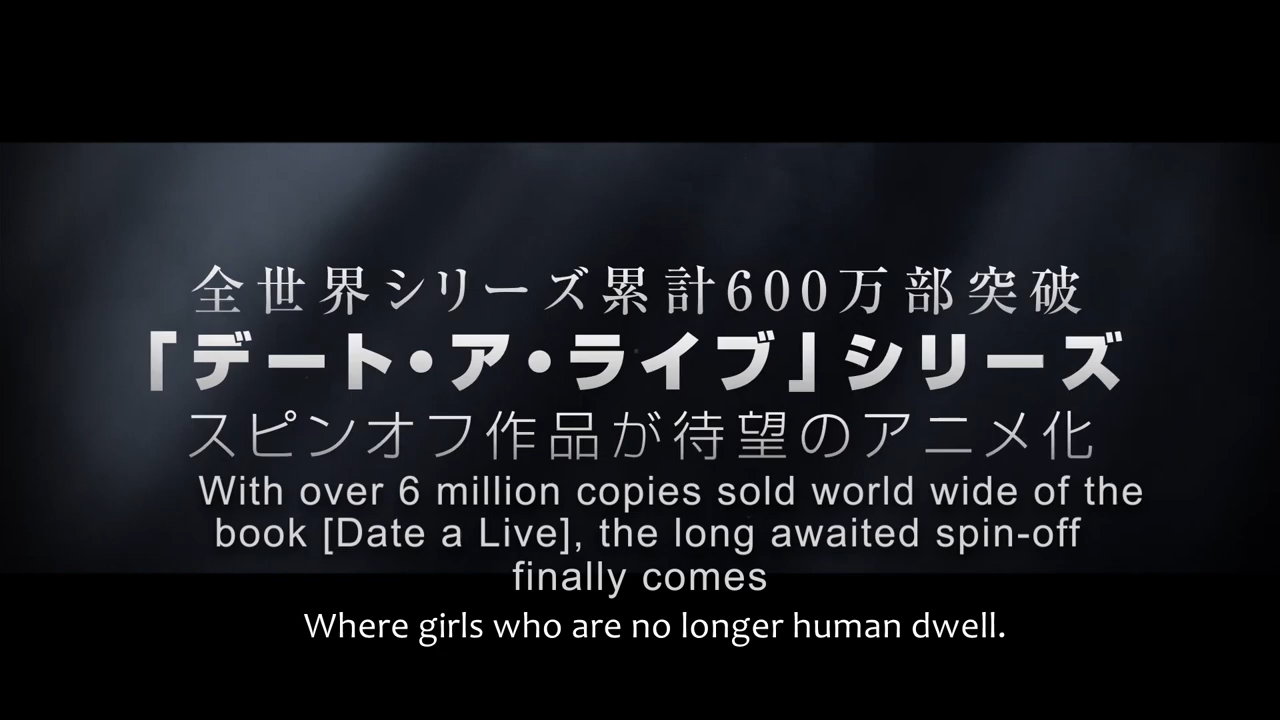 全世界シリーズ累計600万部突破
「デート・ア・ライブ」シリーズ
スピンオフ作品が待望のアニメ化
With over 6 million copies sold world wide of the
book [Date a Live], the long awaited spin-off
finally comes
Where girls who are no longer human dwell.